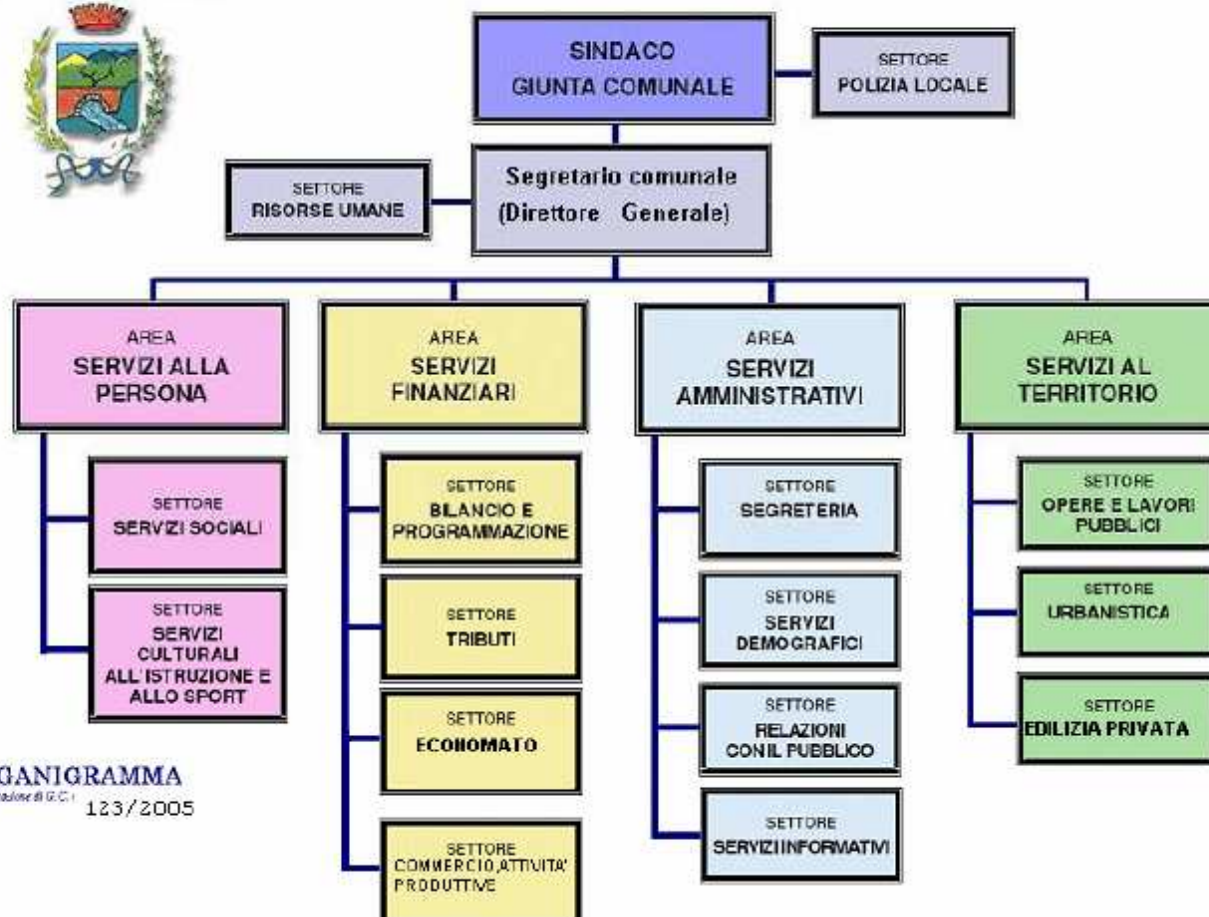 SINDACO
GIUNTA COMUNALE
SETTORE
POLIZIA LOCALE
Segretario comunale
(Direttore Generale)
SETTORE
RISORSE UMANE
AREA
SERVIZI ALLA
PERSONA
SETTORE
SERVIZI SOCIALI
SETTORE
SERVIZI
CULTURALI
ALL'ISTRUZIONE E
ALLO SPORT
AREA
SERVIZI
FINANZIARI
SETTORE
BILANCIO E
PROGRAMMAZIONE
SETTORE
TRIBUTI
SETTORE
ECONOMATO
SETTORE
COMMERCIO,ATTIVITA'
PRODUTTIVE
AREA
SERVIZI
AMMINISTRATIVI
SETTORE
SEGRETERIA
SETTORE
SERVIZI
DEMOGRAFICI
SETTORE
RELAZIONI
CON IL PUBBLICO
SETTORE
SERVIZI INFORMATIVI
AREA
SERVIZI AL
TERRITORIO
SETTORE
OPERE E LAVORI
PUBBLICI
SETTORE
URBANISTICA
SETTORE
EDILIZIA PRIVATA
GANIGRAMMA
di G.C. 123/2005